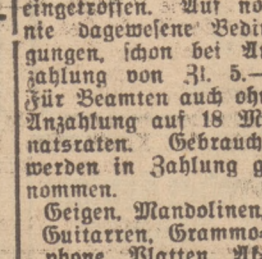 eingetroffen. Auf no
nie dagewesene Bedi
gungen, schon bei A
zahlung von Zl. 5.—
Für Beamten auch oh
Anzahlung auf 18 M
natsraten. Gebrauch
werden in Zahlung g
nommen.
Geigen, Mandolinen,
Guitarren, Grammo-
phone Platten